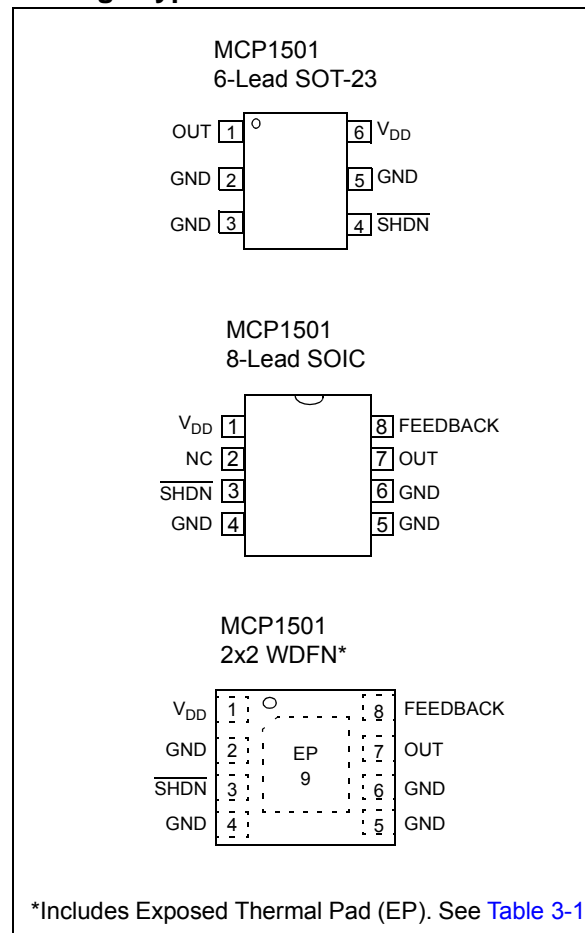 MCP1501
6-Lead SOT-23
OUT 1 6 VDD
GND 2 5 GND
GND 3 4 SHDN
MCP1501
8-Lead SOIC
VDD 1 8 FEEDBACK
NC 2 7 OUT
SHDN 3 6 GND
GND 4 5 GND
MCP1501
2x2 WDFN*
VDD 1 8 FEEDBACK
GND 2 EP 7 OUT
SHDN 3 9 6 GND
GND 4 5 GND
*Includes Exposed Thermal Pad (EP). See Table 3-1